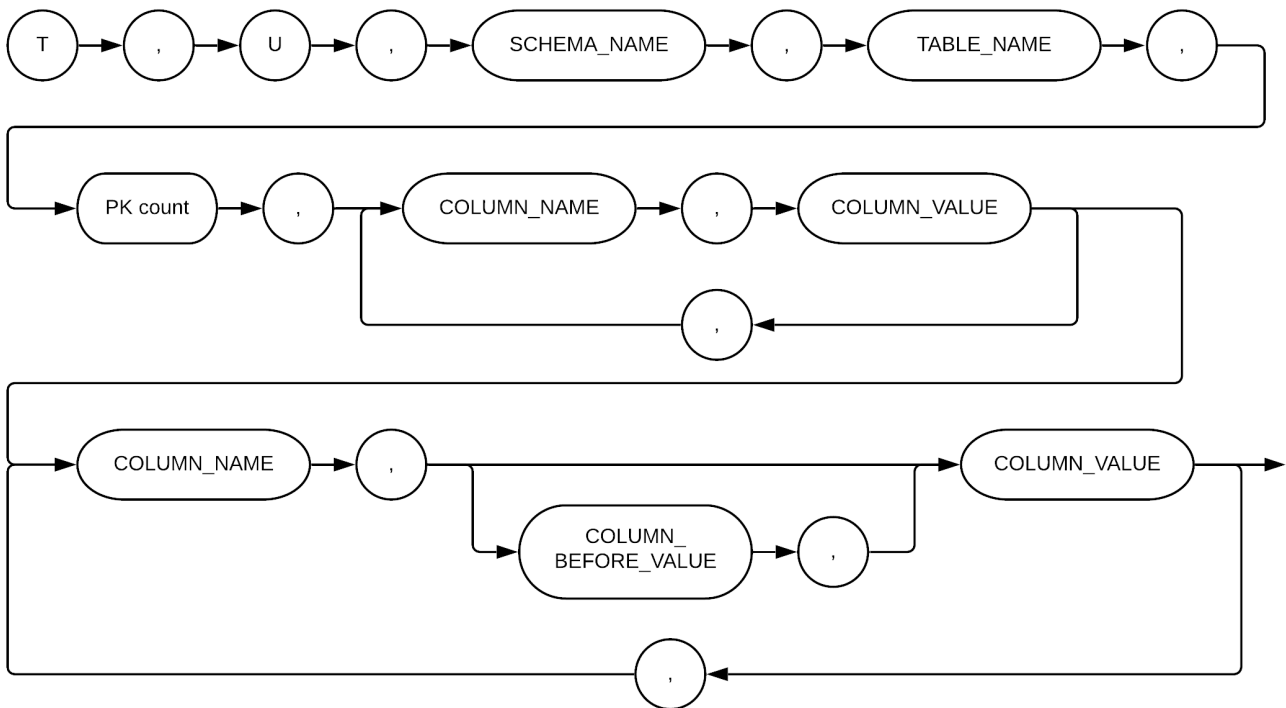 T , U , SCHEMA_NAME , TABLE_NAME ,
PK count , COLUMN_NAME , COLUMN_VALUE
,
COLUMN_NAME , COLUMN_VALUE
COLUMN_
BEFORE_VALUE ,
,